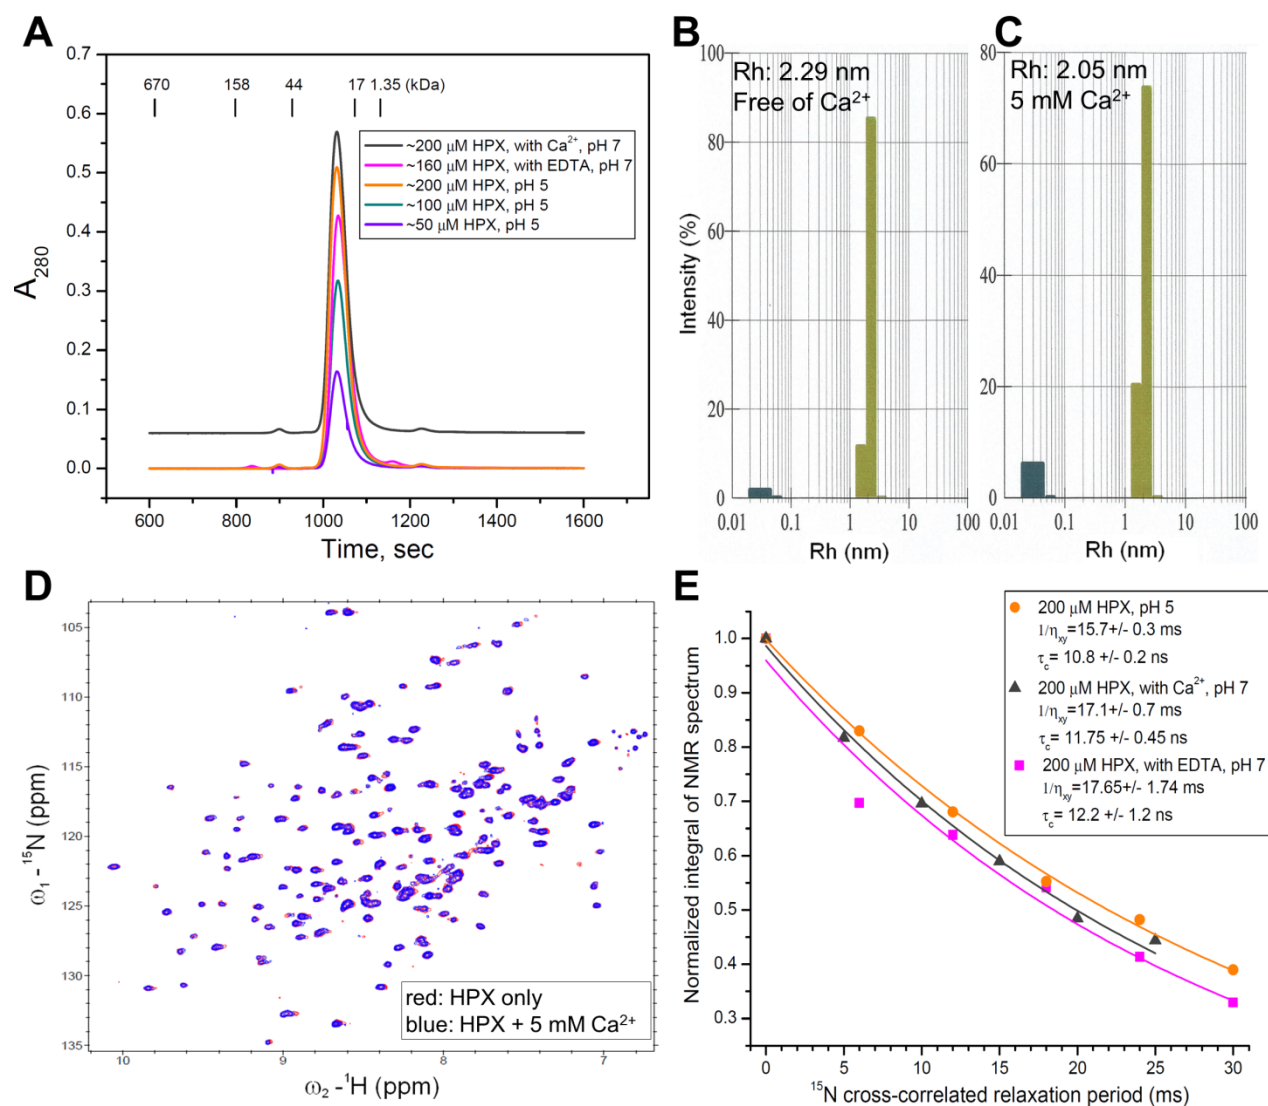 A
0.7
0.6
0.5
0.4
0.3
0.2
0.1
0.0
A280
670 158 44 17 1.35 (kDa)
~200 μM HPX, with Ca²⁺, pH 7
~160 μM HPX, with EDTA, pH 7
~200 μM HPX, pH 5
~100 μM HPX, pH 5
~50 μM HPX, pH 5
600 800 1000 1200 1400 1600
Time, sec
B
100
80
60
40
20
0
Intensity (%)
Rh: 2.29 nm
Free of Ca²⁺
0.01 0.1 1 10 100
Rh (nm)
C
80
60
40
20
0
Rh: 2.05 nm
5 mM Ca²⁺
0.01 0.1 1 10 100
Rh (nm)
D
105
110
115
120
125
130
135
ω₁ - ¹⁵N (ppm)
red: HPX only
blue: HPX + 5 mM Ca²⁺
10 9 8 7
ω₂ - ¹H (ppm)
E
1.0
0.9
0.8
0.7
0.6
0.5
0.4
0.3
Normalized integral of NMR spectrum
200 μM HPX, pH 5
1/ηxy=15.7+/- 0.3 ms
τc= 10.8 +/- 0.2 ns
200 μM HPX, with Ca²⁺, pH 7
1/ηxy=17.1+/- 0.7 ms
τc= 11.75 +/- 0.45 ns
200 μM HPX, with EDTA, pH 7
1/ηxy=17.65+/- 1.74 ms
τc= 12.2 +/- 1.2 ns
0 5 10 15 20 25 30
¹⁵N cross-correlated relaxation period (ms)